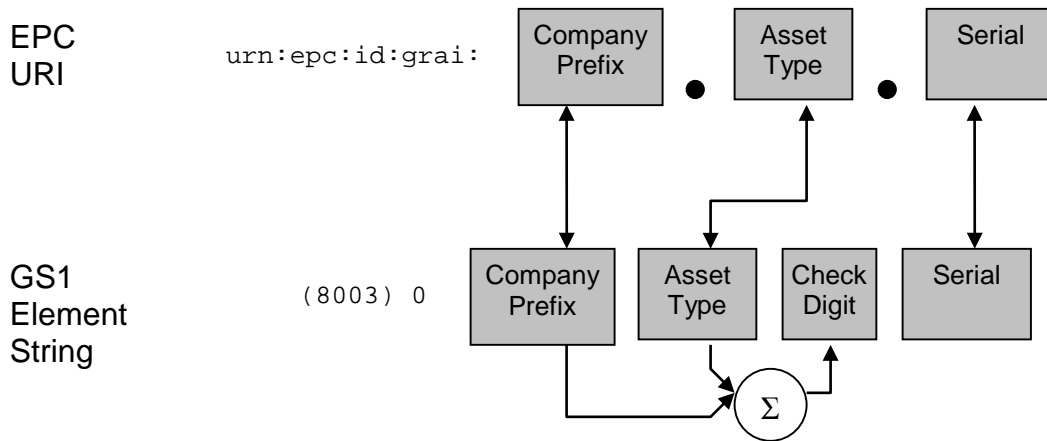 EPC
URI
urn:epc:id:grai:
Company
Prefix
Asset
Type
Serial
GS1
Element
String
(8003) 0
Company
Prefix
Asset
Type
Check
Digit
Serial
Σ